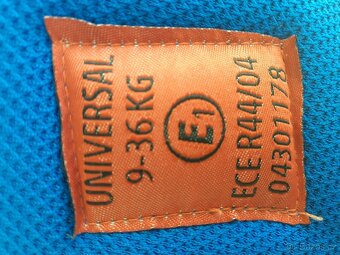 UNIVERSAL
9-36 KG
E1
ECE R44/04
04301178